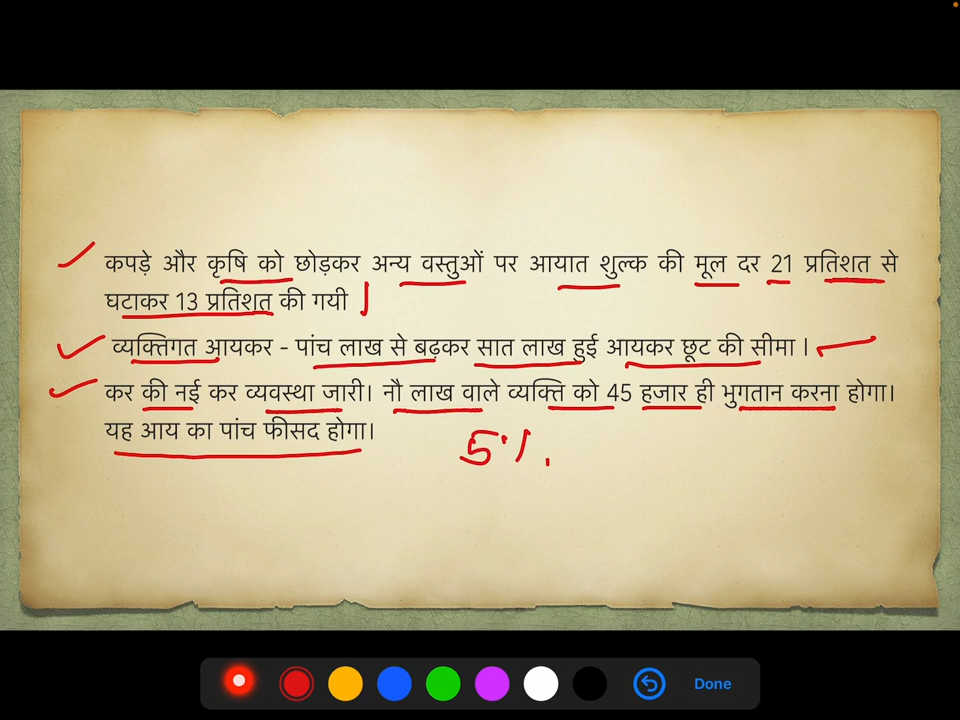 कपड़े और कृषि को छोड़कर अन्य वस्तुओं पर आयात शुल्क की मूल दर 21 प्रतिशत से
घटाकर 13 प्रतिशत की गयी
व्यक्तिगत आयकर - पांच लाख से बढ़कर सात लाख हुई आयकर छूट की सीमा ।
कर की नई कर व्यवस्था जारी। नौ लाख वाले व्यक्ति को 45 हजार ही भुगतान करना होगा।
यह आय का पांच फीसद होगा।
5%.
Done